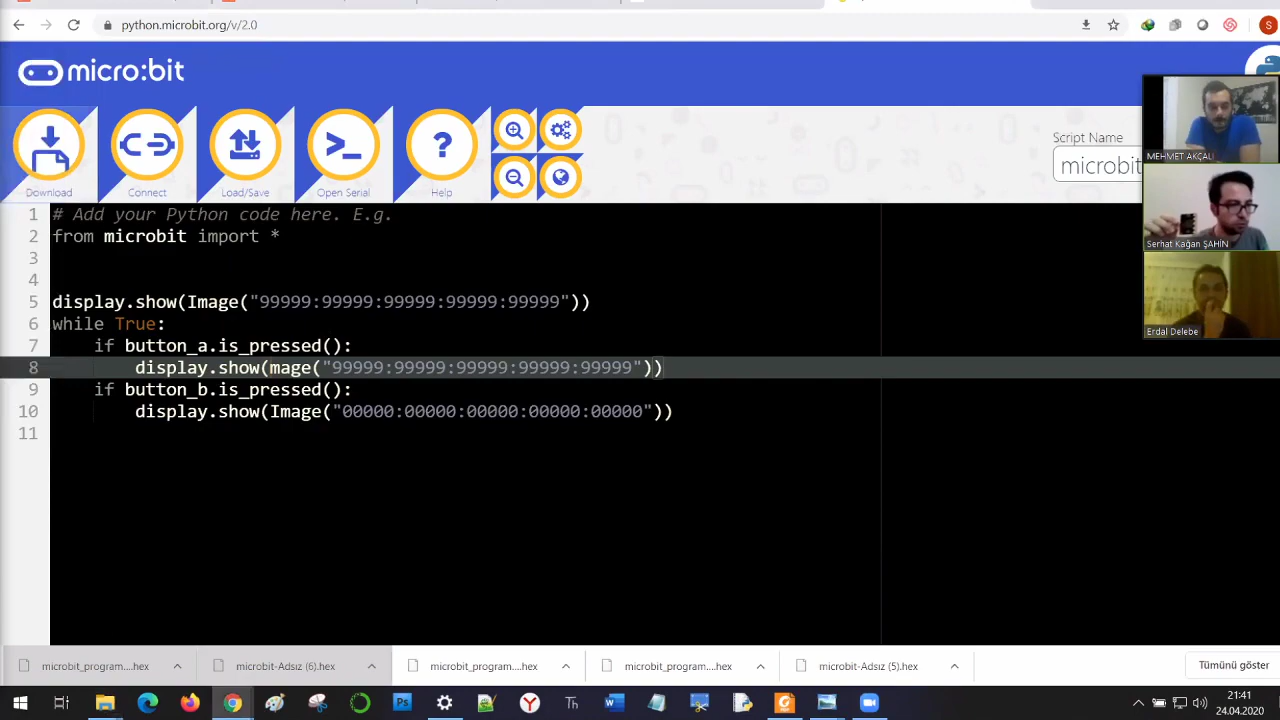 python.microbit.org/v/2.0
S
micro:bit
Download
Connect
Load/Save
Open Serial
Help
Script Name
microbit
1 # Add your Python code here. E.g.
2 from microbit import *
3
4
5 display.show(Image("99999:99999:99999:99999:99999"))
6 while True:
7 if button_a.is_pressed():
8 display.show(mage("99999:99999:99999:99999:99999"))
9 if button_b.is_pressed():
10 display.show(Image("00000:00000:00000:00000:00000"))
11
MEHMET AKÇALI
Serhat Kağan ŞAHİN
Erdal Delebe
microbit_program....hex
microbit-Adsız (6).hex
microbit_program....hex
microbit_program....hex
microbit-Adsız (5).hex
Tümünü göster
21:41
24.04.2020